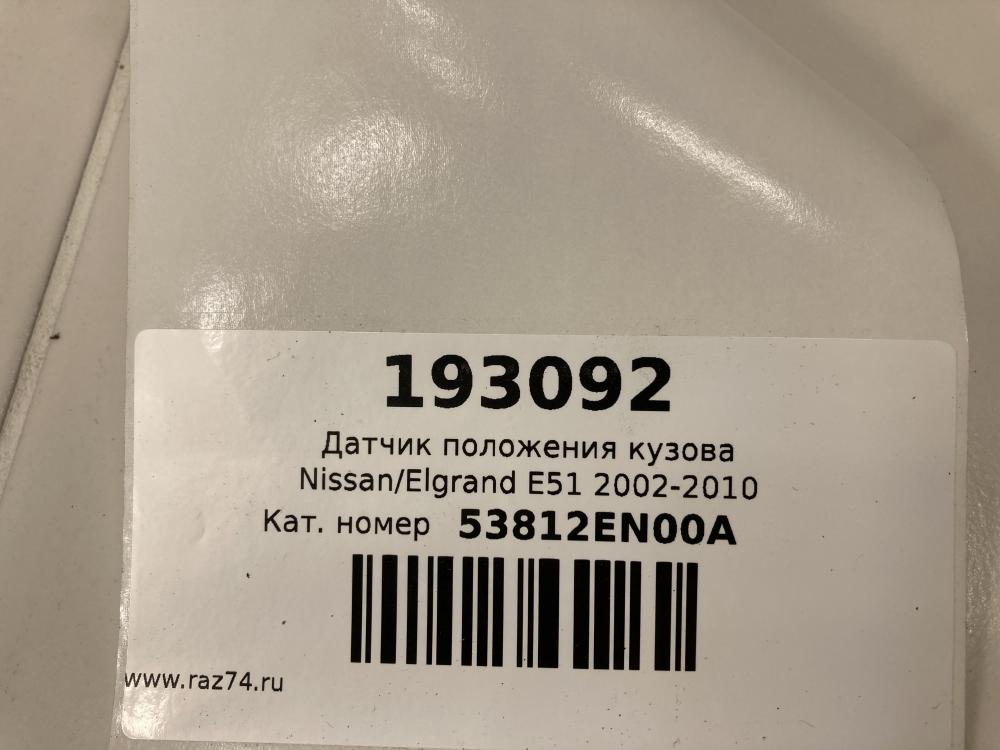 193092
Датчик положения кузова
Nissan/Elgrand E51 2002-2010
Кат. номер 53812EN00A
www.raz74.ru